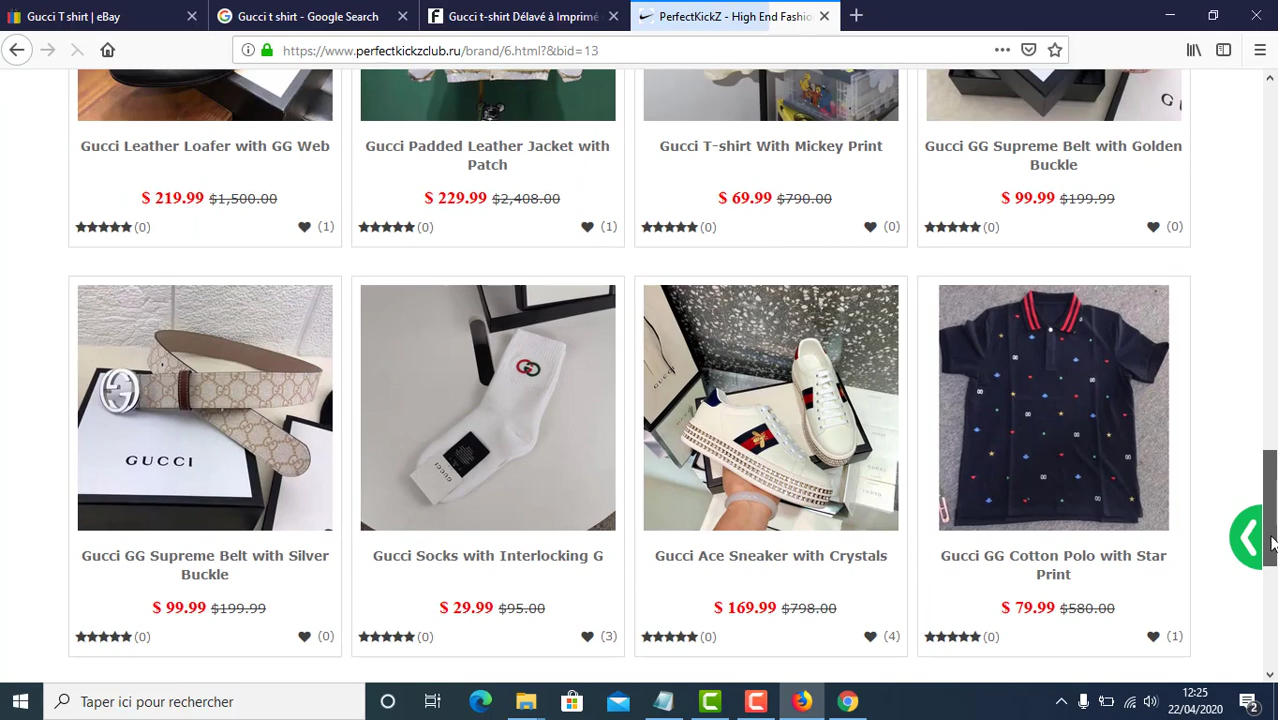 Gucci T shirt | eBay
Gucci t shirt - Google Search
Gucci t-shirt Délavé à Imprimé
PerfectKickZ - High End Fashio
https://www.perfectkickzclub.ru/brand/6.html?&bid=13
Gucci Leather Loafer with GG Web
$ 219.99 $1,500.00
(0) (1)
Gucci Padded Leather Jacket with
Patch
$ 229.99 $2,408.00
(0) (1)
Gucci T-shirt With Mickey Print
$ 69.99 $790.00
(0) (0)
Gucci GG Supreme Belt with Golden
Buckle
$ 99.99 $199.99
(0) (0)
GUCCI
Gucci GG Supreme Belt with Silver
Buckle
$ 99.99 $199.99
(0) (0)
GUCCI
Gucci Socks with Interlocking G
$ 29.99 $95.00
(0) (3)
Gucci Ace Sneaker with Crystals
$ 169.99 $798.00
(0) (4)
Gucci GG Cotton Polo with Star
Print
$ 79.99 $580.00
(0) (1)
Taper ici pour rechercher
12:25
22/04/2020
2